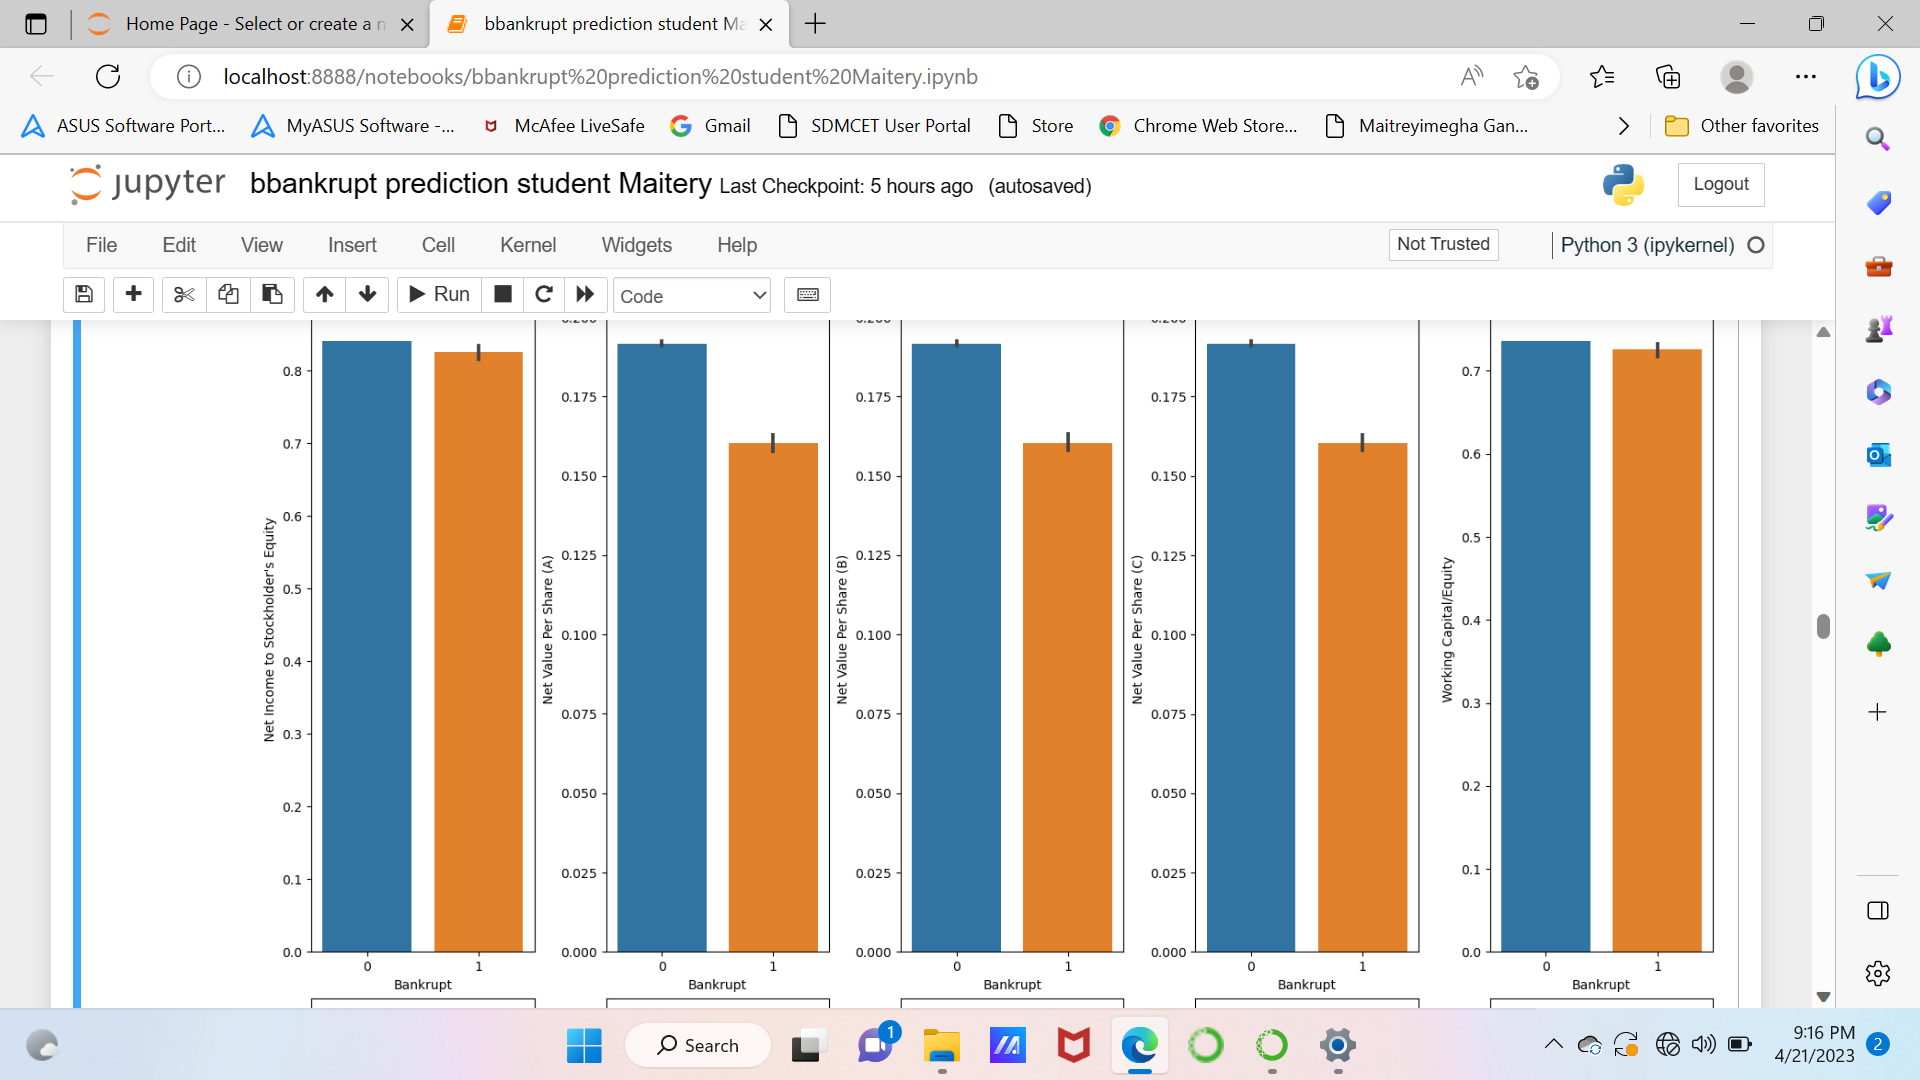 Home Page - Select or create a n
bbankrupt prediction student Ma
localhost:8888/notebooks/bbankrupt%20prediction%20student%20Maitery.ipynb
ASUS Software Port... MyASUS Software -... McAfee LiveSafe Gmail SDMCET User Portal Store Chrome Web Store... Maitreyimegha Gan... Other favorites
jupyter bbankrupt prediction student Maitery Last Checkpoint: 5 hours ago (autosaved) Logout
File Edit View Insert Cell Kernel Widgets Help Not Trusted Python 3 (ipykernel)
Run Code
Net Income to Stockholder's Equity
0.8
0.7
0.6
0.5
0.4
0.3
0.2
0.1
0.0
0 1
Bankrupt
Net Value Per Share (A)
0.200
0.175
0.150
0.125
0.100
0.075
0.050
0.025
0.000
0 1
Bankrupt
Net Value Per Share (B)
0.200
0.175
0.150
0.125
0.100
0.075
0.050
0.025
0.000
0 1
Bankrupt
Net Value Per Share (C)
0.200
0.175
0.150
0.125
0.100
0.075
0.050
0.025
0.000
0 1
Bankrupt
Working Capital/Equity
0.7
0.6
0.5
0.4
0.3
0.2
0.1
0.0
0 1
Bankrupt
Search
1
9:16 PM
4/21/2023
2